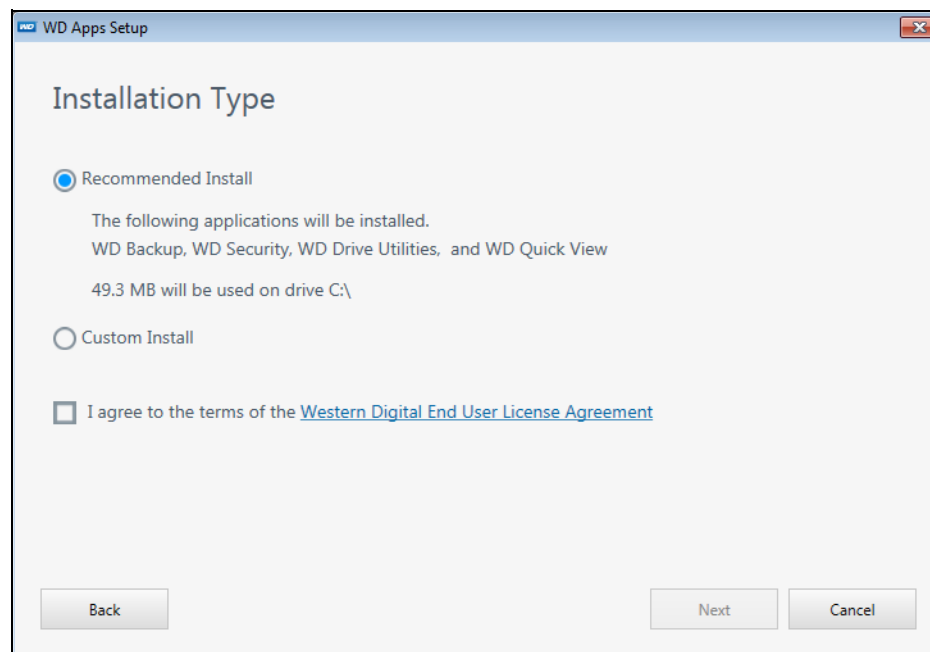 WD WD Apps Setup
Installation Type
Recommended Install
The following applications will be installed.
WD Backup, WD Security, WD Drive Utilities, and WD Quick View
49.3 MB will be used on drive C:\
Custom Install
I agree to the terms of the Western Digital End User License Agreement
Back
Next
Cancel